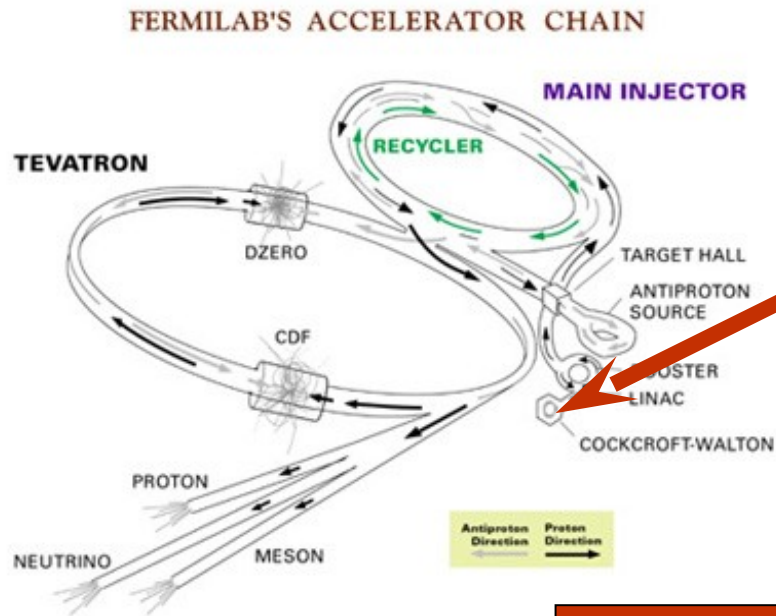 FERMILAB'S ACCELERATOR CHAIN
MAIN INJECTOR
RECYCLER
TEVATRON
DZERO
TARGET HALL
ANTIPROTON
SOURCE
CDF
BOOSTER
LINAC
COCKCROFT-WALTON
PROTON
Antiproton
Direction
Proton
Direction
NEUTRINO
MESON